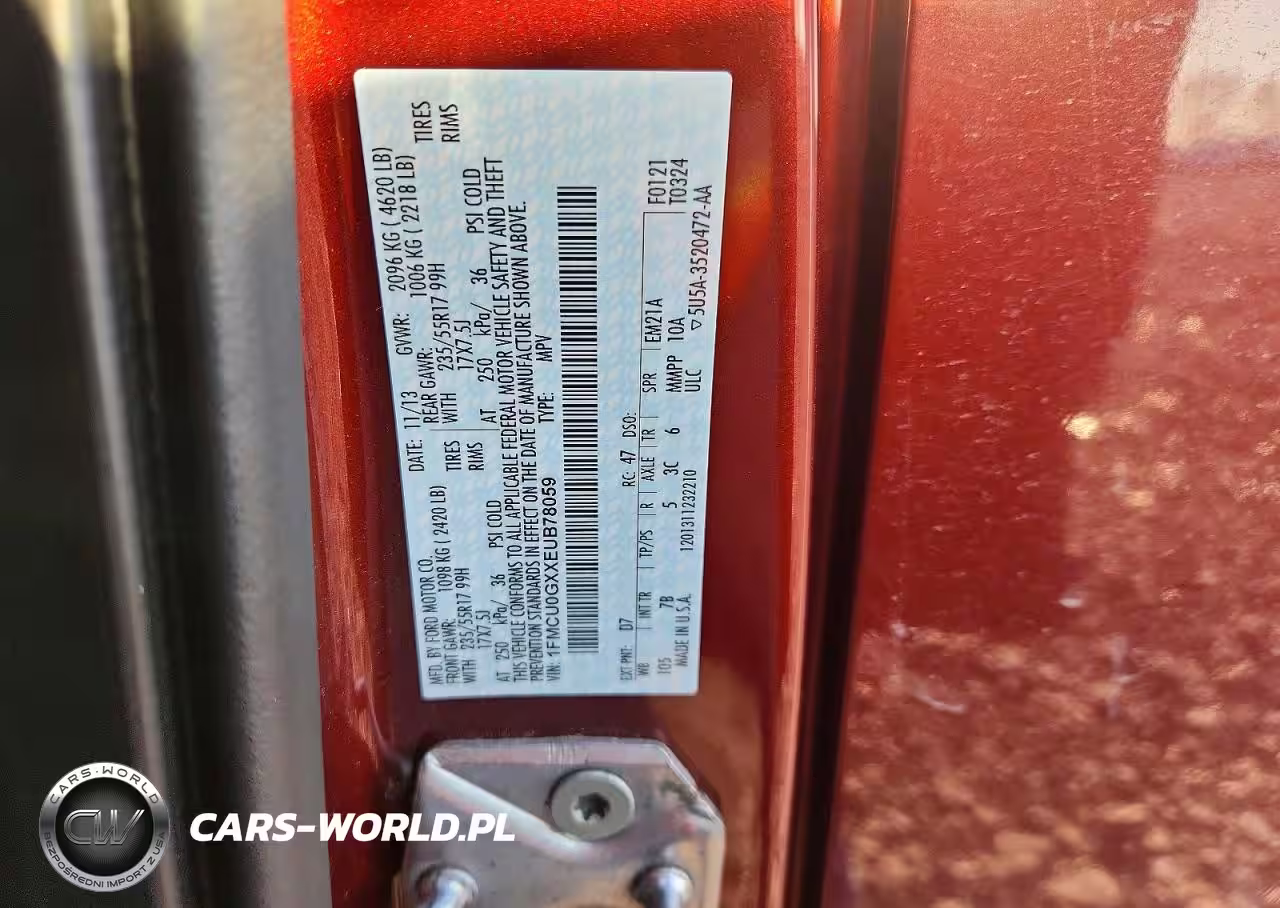 MFD. BY FORD MOTOR CO. DATE: 11/13 GVWR: 2096 KG ( 4620 LB)
FRONT GAWR: 1098 KG ( 2420 LB) REAR GAWR: 1006 KG ( 2218 LB)
WITH 235/55R17 99H TIRES WITH 235/55R17 99H TIRES
17X7.5J RIMS 17X7.5J RIMS
AT 250 kPa/ 36 PSI COLD AT 250 kPa/ 36 PSI COLD
THIS VEHICLE CONFORMS TO ALL APPLICABLE FEDERAL MOTOR VEHICLE SAFETY AND THEFT
PREVENTION STANDARDS IN EFFECT ON THE DATE OF MANUFACTURE SHOWN ABOVE.
VIN: 1FMCU0GXXEUB78059 TYPE: MPV
EXT PNT: D7 RC: 47 DSO: F0121
WB INT TR TP/PS R AXLE TR SPR EM21A T0324
105 7B 5 3C 6 MMPP 10A
MADE IN U.S.A. 1201311232210 ULC ▽5U5A-3520472-AA
CARS-WORLD
CW
BEZPOŚREDNI IMPORT Z USA
CARS-WORLD.PL